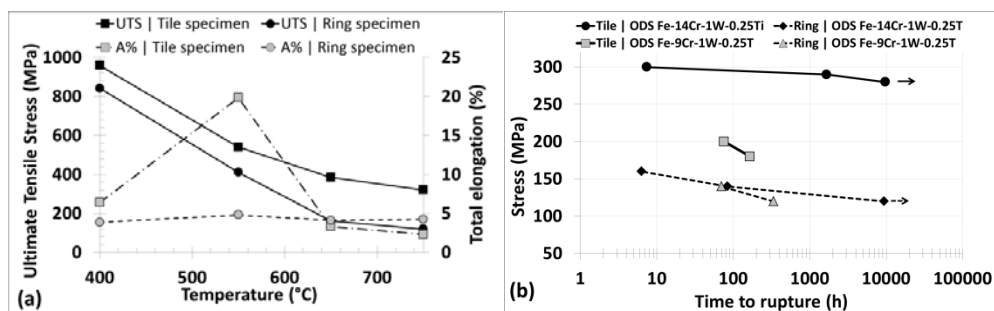 UTS | Tile specimen
UTS | Ring specimen
A% | Tile specimen
A% | Ring specimen
1000
800
600
400
200
0
25
20
15
10
5
0
400
500
600
700
Ultimate Tensile Stress (MPa)
Total elongation (%)
Temperature (°C)
(a)
Tile | ODS Fe-14Cr-1W-0.25Ti
Ring | ODS Fe-14Cr-1W-0.25T
Tile | ODS Fe-9Cr-1W-0.25T
Ring | ODS Fe-9Cr-1W-0.25T
300
250
200
150
100
50
1
10
100
1000
10000
100000
Stress (MPa)
Time to rupture (h)
(b)